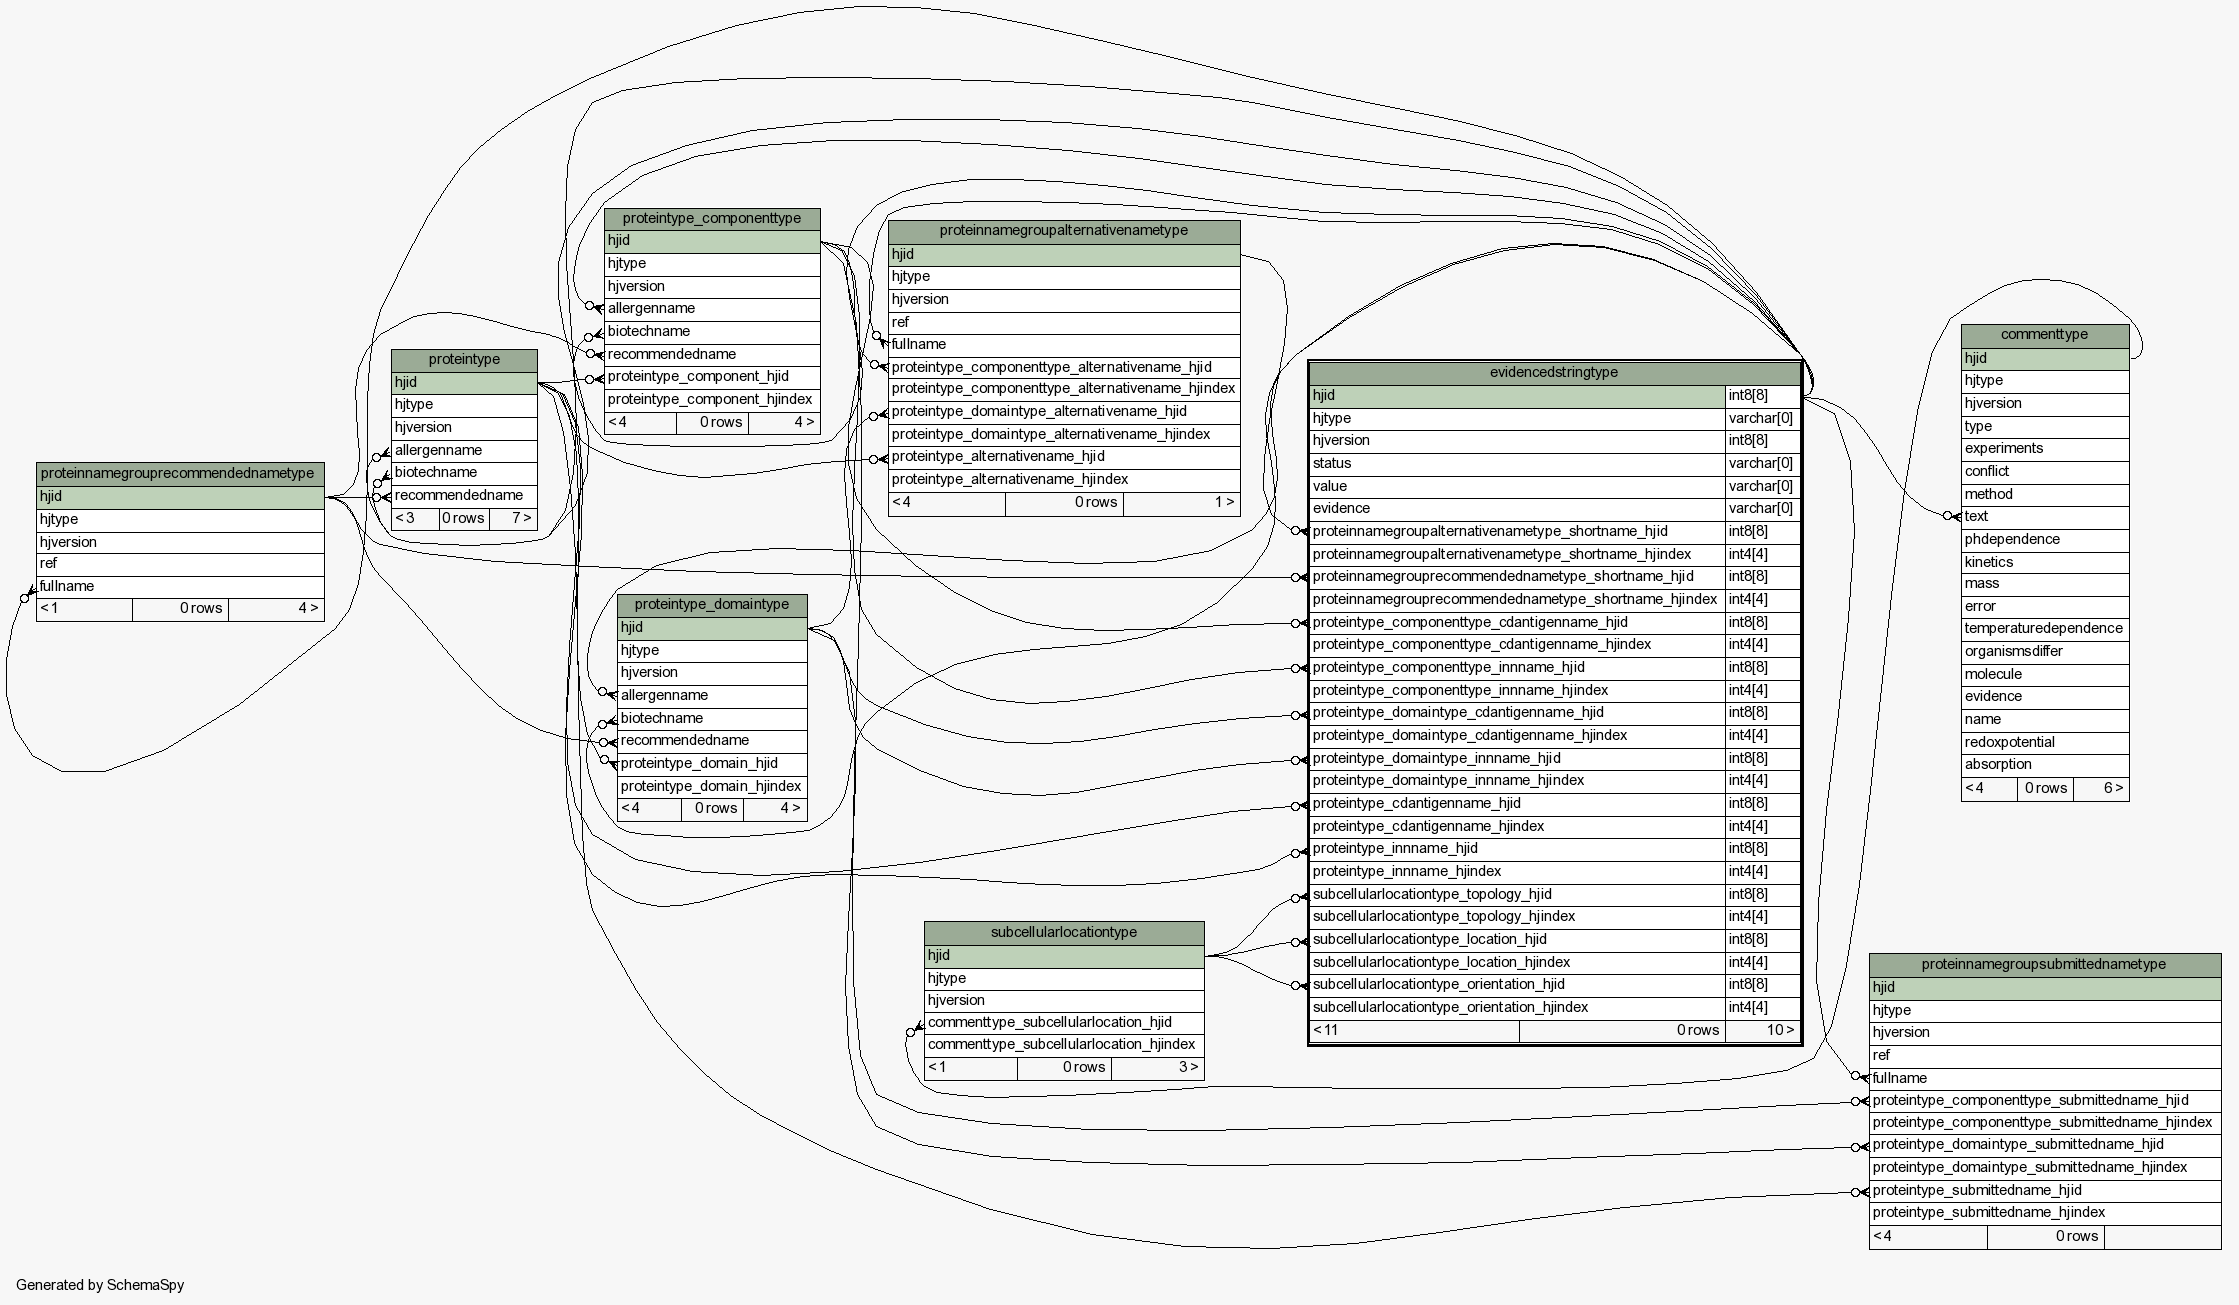 proteinnamegrouprecommendednametype
hjid
hjtype
hjversion
ref
fullname
< 1 0 rows 4 >
proteintype
hjid
hjtype
hjversion
allergenname
biotechname
recommendedname
< 3 0 rows 7 >
proteintype_componenttype
hjid
hjtype
hjversion
allergenname
biotechname
recommendedname
proteintype_component_hjid
proteintype_component_hjindex
< 4 0 rows 4 >
proteinnamegroupalternativenametype
hjid
hjtype
hjversion
ref
fullname
proteintype_componenttype_alternativename_hjid
proteintype_componenttype_alternativename_hjindex
proteintype_domaintype_alternativename_hjid
proteintype_domaintype_alternativename_hjindex
proteintype_alternativename_hjid
proteintype_alternativename_hjindex
< 4 0 rows 1 >
proteintype_domaintype
hjid
hjtype
hjversion
allergenname
biotechname
recommendedname
proteintype_domain_hjid
proteintype_domain_hjindex
< 4 0 rows 4 >
subcellularlocationtype
hjid
hjtype
hjversion
commenttype_subcellularlocation_hjid
commenttype_subcellularlocation_hjindex
< 1 0 rows 3 >
evidencedstringtype
hjid int8[8]
hjtype varchar[0]
hjversion int8[8]
status varchar[0]
value varchar[0]
evidence varchar[0]
proteinnamegroupalternativenametype_shortname_hjid int8[8]
proteinnamegroupalternativenametype_shortname_hjindex int4[4]
proteinnamegrouprecommendednametype_shortname_hjid int8[8]
proteinnamegrouprecommendednametype_shortname_hjindex int4[4]
proteintype_componenttype_cdantigenname_hjid int8[8]
proteintype_componenttype_cdantigenname_hjindex int4[4]
proteintype_componenttype_innname_hjid int8[8]
proteintype_componenttype_innname_hjindex int4[4]
proteintype_domaintype_cdantigenname_hjid int8[8]
proteintype_domaintype_cdantigenname_hjindex int4[4]
proteintype_domaintype_innname_hjid int8[8]
proteintype_domaintype_innname_hjindex int4[4]
proteintype_cdantigenname_hjid int8[8]
proteintype_cdantigenname_hjindex int4[4]
proteintype_innname_hjid int8[8]
proteintype_innname_hjindex int4[4]
subcellularlocationtype_topology_hjid int8[8]
subcellularlocationtype_topology_hjindex int4[4]
subcellularlocationtype_location_hjid int8[8]
subcellularlocationtype_location_hjindex int4[4]
subcellularlocationtype_orientation_hjid int8[8]
subcellularlocationtype_orientation_hjindex int4[4]
< 11 0 rows 10 >
commenttype
hjid
hjtype
hjversion
type
experiments
conflict
method
text
phdependence
kinetics
mass
error
temperaturedependence
organismsdiffer
molecule
evidence
name
redoxpotential
absorption
< 4 0 rows 6 >
proteinnamegroupsubmittednametype
hjid
hjtype
hjversion
ref
fullname
proteintype_componenttype_submittedname_hjid
proteintype_componenttype_submittedname_hjindex
proteintype_domaintype_submittedname_hjid
proteintype_domaintype_submittedname_hjindex
proteintype_submittedname_hjid
proteintype_submittedname_hjindex
< 4 0 rows
Generated by SchemaSpy